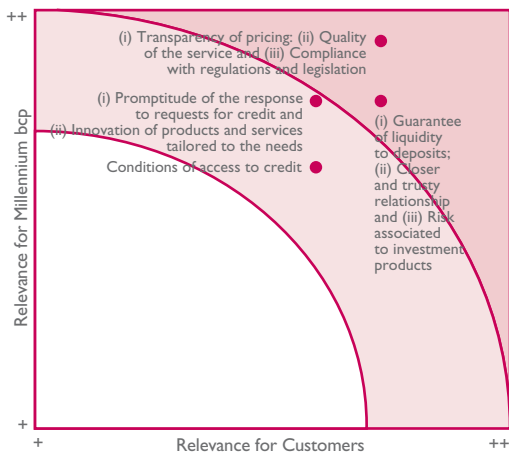 ++
(i) Transparency of pricing: (ii) Quality
of the service and (iii) Compliance
with regulations and legislation
(i) Promptitude of the response
to requests for credit and
(ii) Innovation of products and services
tailored to the needs
Conditions of access to credit
(i) Guarantee
of liquidity
to deposits;
(ii) Closer
and trusty
relationship
and (iii) Risk
associated
to investment
products
Relevance for Millennium bcp
+
+
Relevance for Customers
++